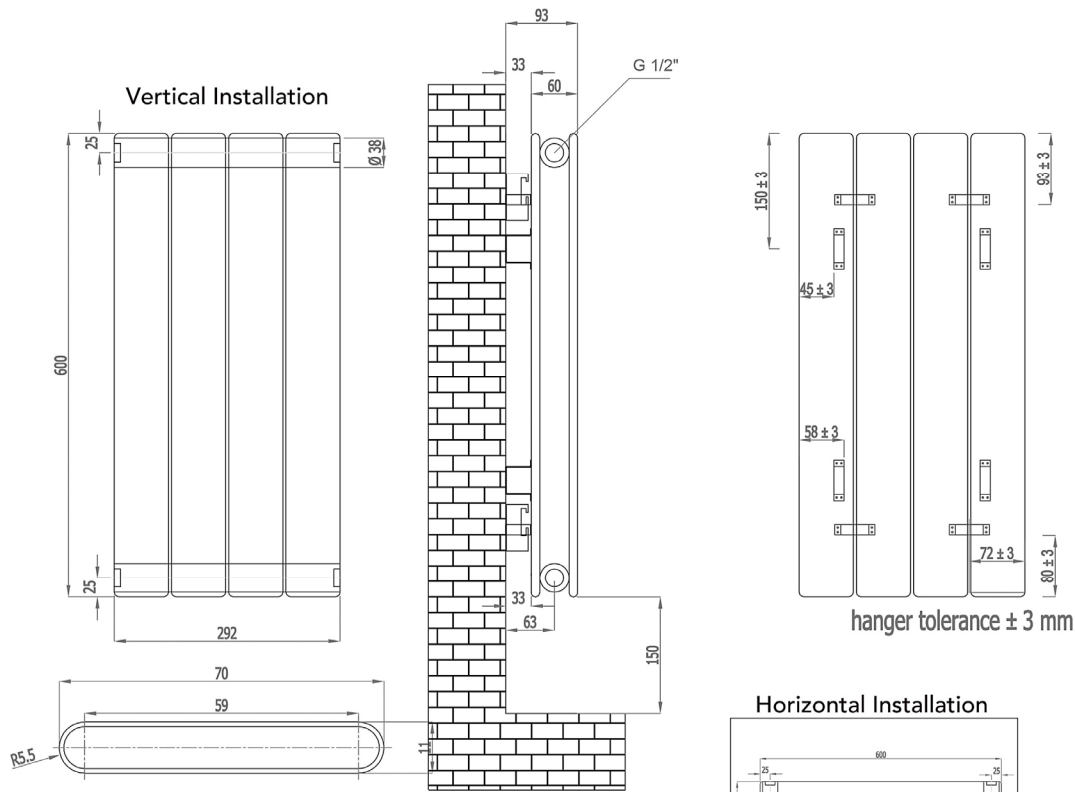 93
33
G 1/2"
60
Vertical Installation
25
Ø 38
150 ± 3
93 ± 3
45 ± 3
600
58 ± 3
72 ± 3
80 ± 3
25
33
63
292
hanger tolerance ± 3 mm
150
70
59
Horizontal Installation
R5.5
11
600
25
25